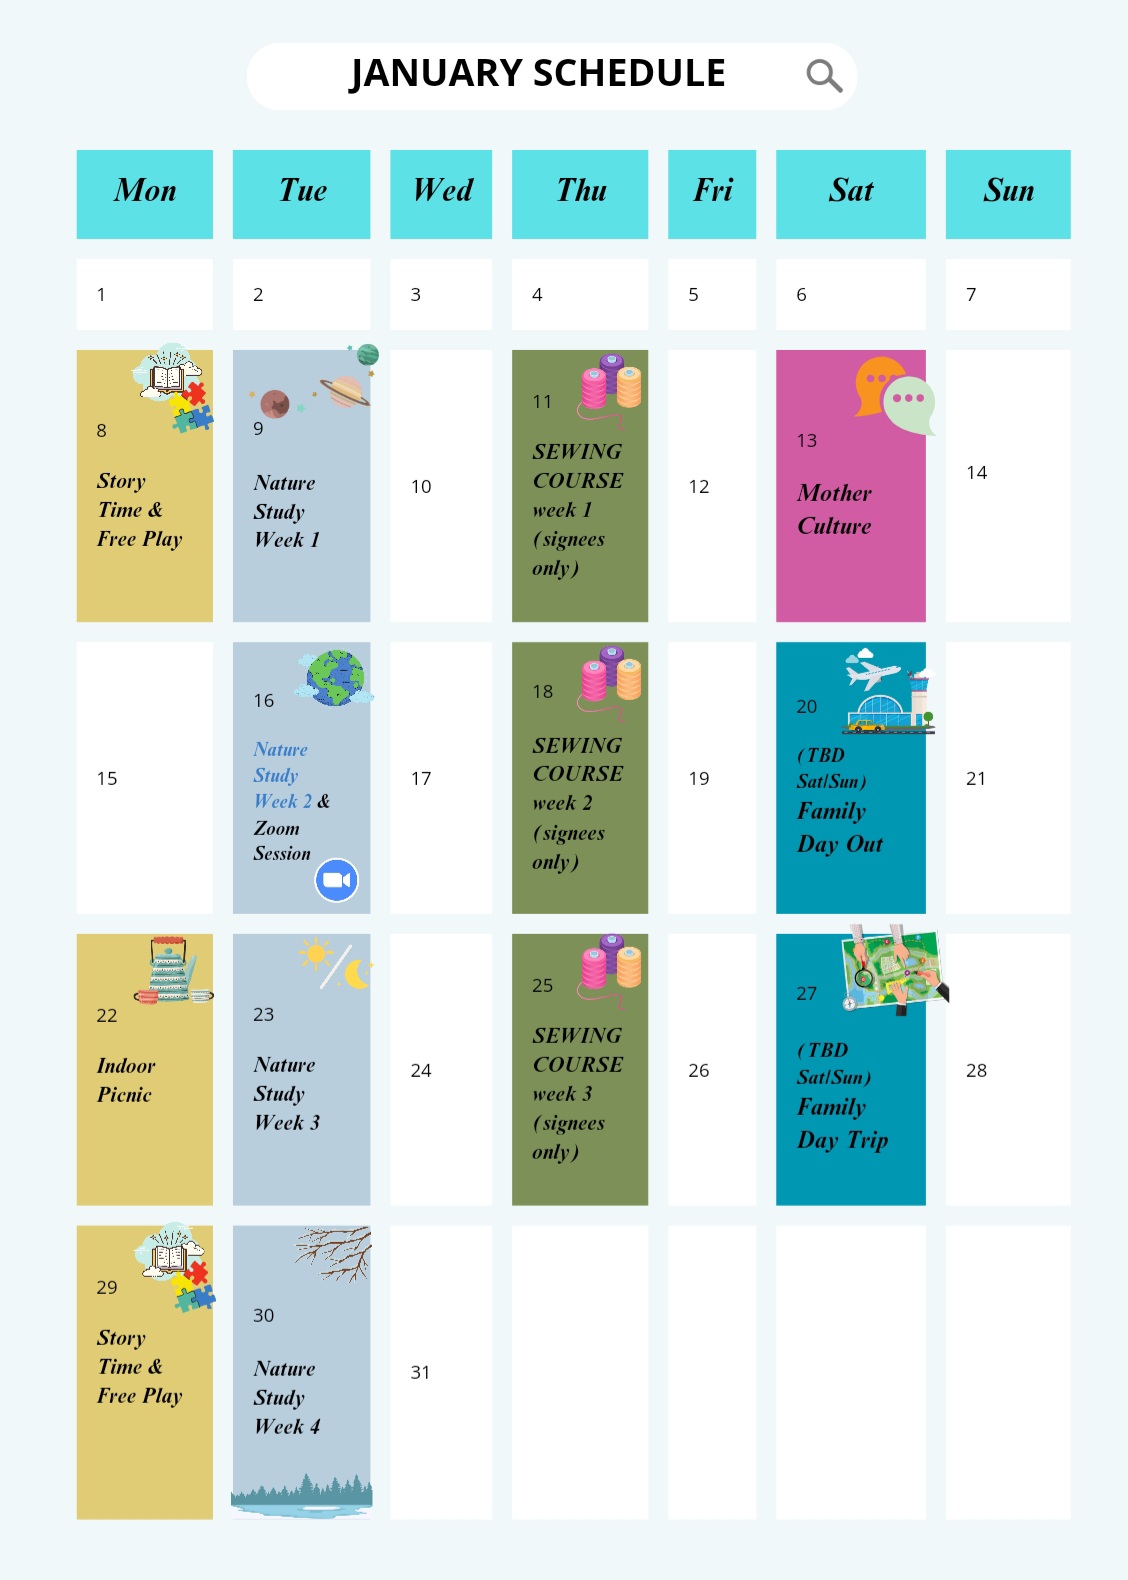 JANUARY SCHEDULE
Mon
Tue
Wed
Thu
Fri
Sat
Sun
1
2
3
4
5
6
7
8
Story
Time &
Free Play
9
Nature
Study
Week 1
10
11
SEWING
COURSE
week 1
(signees
only)
12
13
Mother
Culture
14
15
16
Nature
Study
Week 2 &
Zoom
Session
17
18
SEWING
COURSE
week 2
(signees
only)
19
20
(TBD
Sat/Sun)
Family
Day Out
21
22
Indoor
Picnic
23
Nature
Study
Week 3
24
25
SEWING
COURSE
week 3
(signees
only)
26
27
(TBD
Sat/Sun)
Family
Day Trip
28
29
Story
Time &
Free Play
30
Nature
Study
Week 4
31